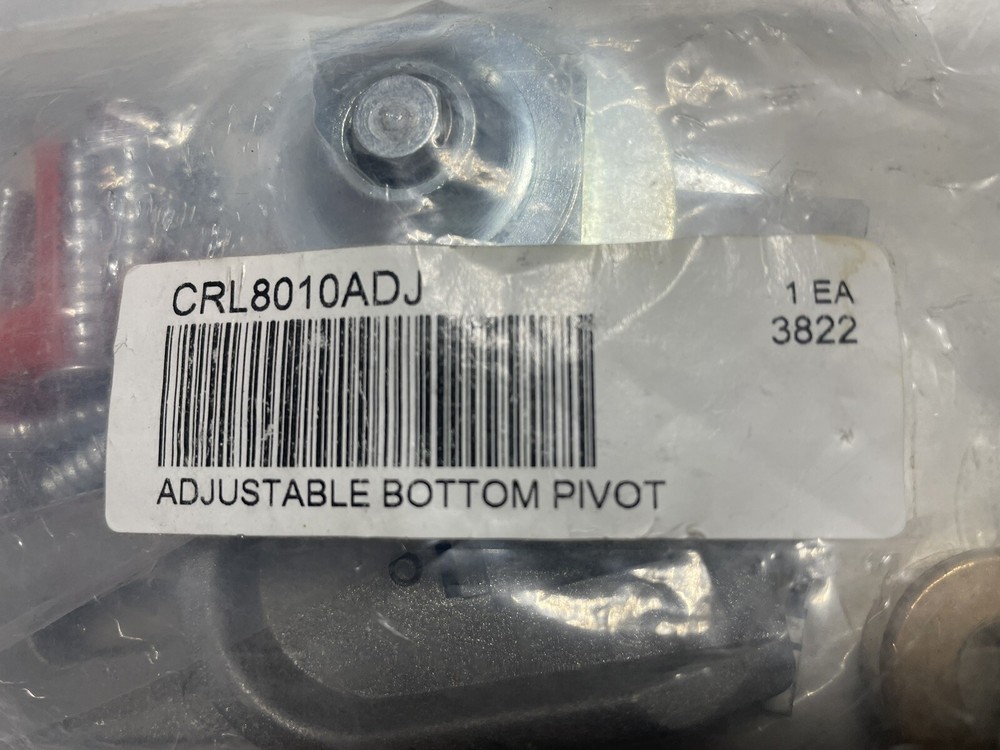 CRL8010ADJ
1 EA
3822
ADJUSTABLE BOTTOM PIVOT